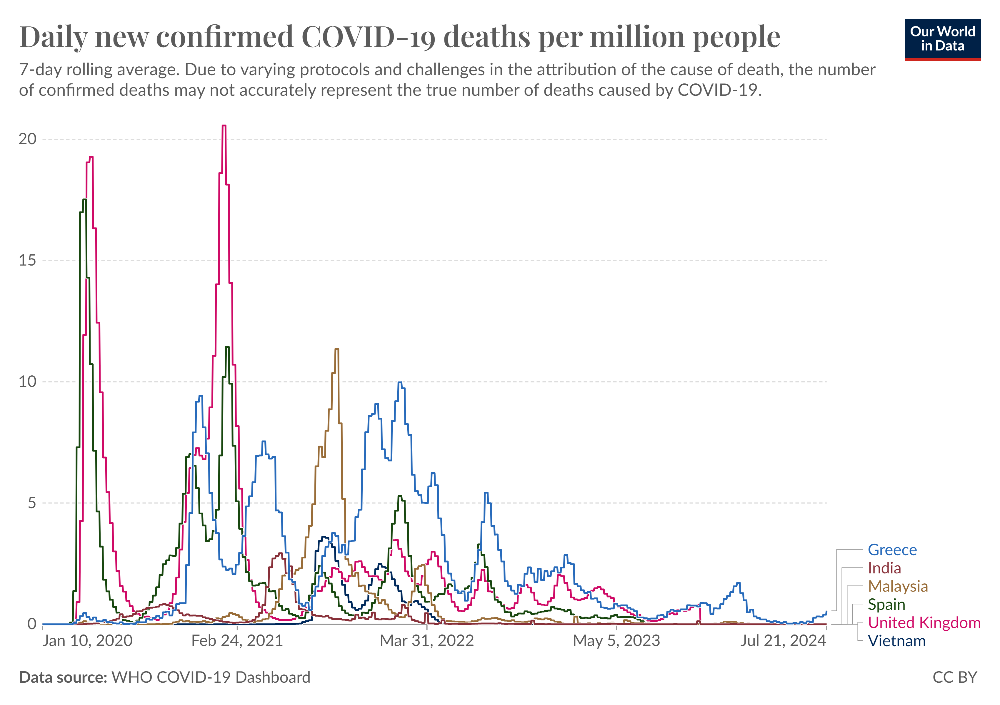 Daily new confirmed COVID-19 deaths per million people
Our World
in Data
7-day rolling average. Due to varying protocols and challenges in the attribution of the cause of death, the number
of confirmed deaths may not accurately represent the true number of deaths caused by COVID-19.
20
15
10
5
0
Greece
India
Malaysia
Spain
United Kingdom
Vietnam
Jan 10, 2020
Feb 24, 2021
Mar 31, 2022
May 5, 2023
Jul 21, 2024
Data source: WHO COVID-19 Dashboard
CC BY